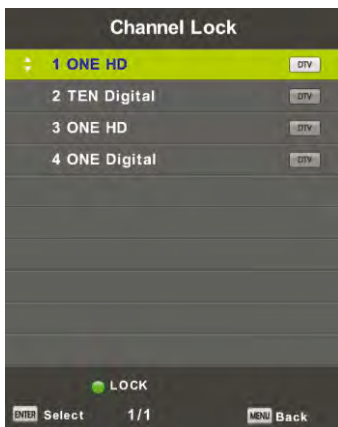 Channel Lock
1 ONE HD DTV
2 TEN Digital DTV
3 ONE HD DTV
4 ONE Digital DTV
LOCK
ENTER Select 1/1 MENU Back